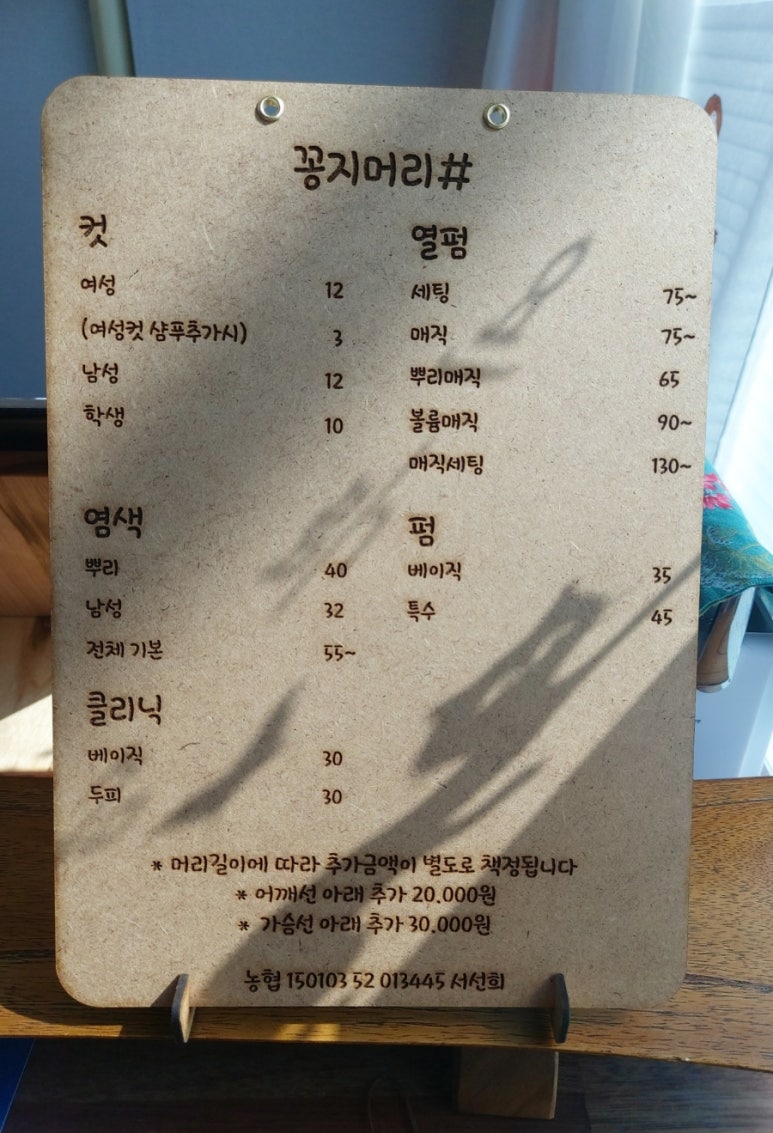 꽁지머리#
컷
여성 12
(여성컷 샴푸추가시) 3
남성 12
학생 10
염색
뿌리 40
남성 32
전체 기본 55~
클리닉
베이직 30
두피 30
열펌
세팅 75~
매직 75~
뿌리매직 65
볼륨매직 90~
매직세팅 130~
펌
베이직 35
특수 45
* 머리길이에 따라 추가금액이 별도로 책정됩니다
* 어깨선 아래 추가 20.000원
* 가슴선 아래 추가 30.000원
농협 150103 52 013445 서선희